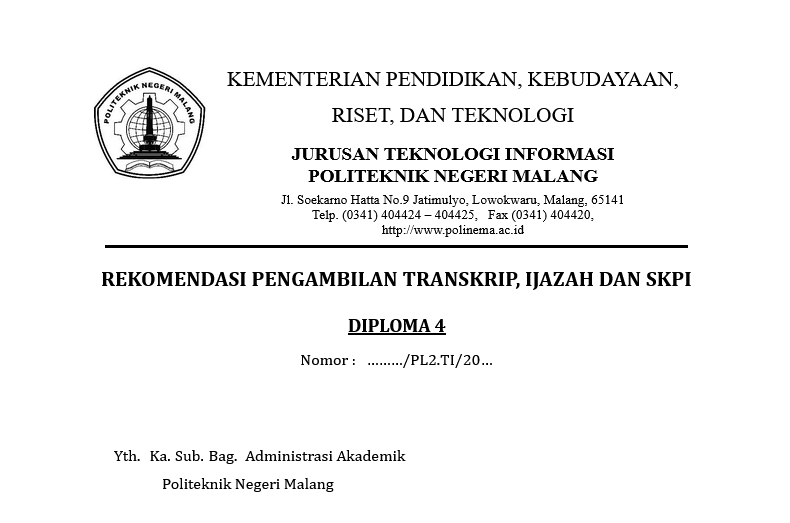 POLITEKNIK NEGERI MALANG
KEMENTERIAN PENDIDIKAN, KEBUDAYAAN,
RISET, DAN TEKNOLOGI
JURUSAN TEKNOLOGI INFORMASI
POLITEKNIK NEGERI MALANG
Jl. Soekarno Hatta No.9 Jatimulyo, Lowokwaru, Malang, 65141
Telp. (0341) 404424 – 404425, Fax (0341) 404420,
http://www.polinema.ac.id
REKOMENDASI PENGAMBILAN TRANSKRIP, IJAZAH DAN SKPI
DIPLOMA 4
Nomor : ………/PL2.TI/20…
Yth. Ka. Sub. Bag. Administrasi Akademik
Politeknik Negeri Malang